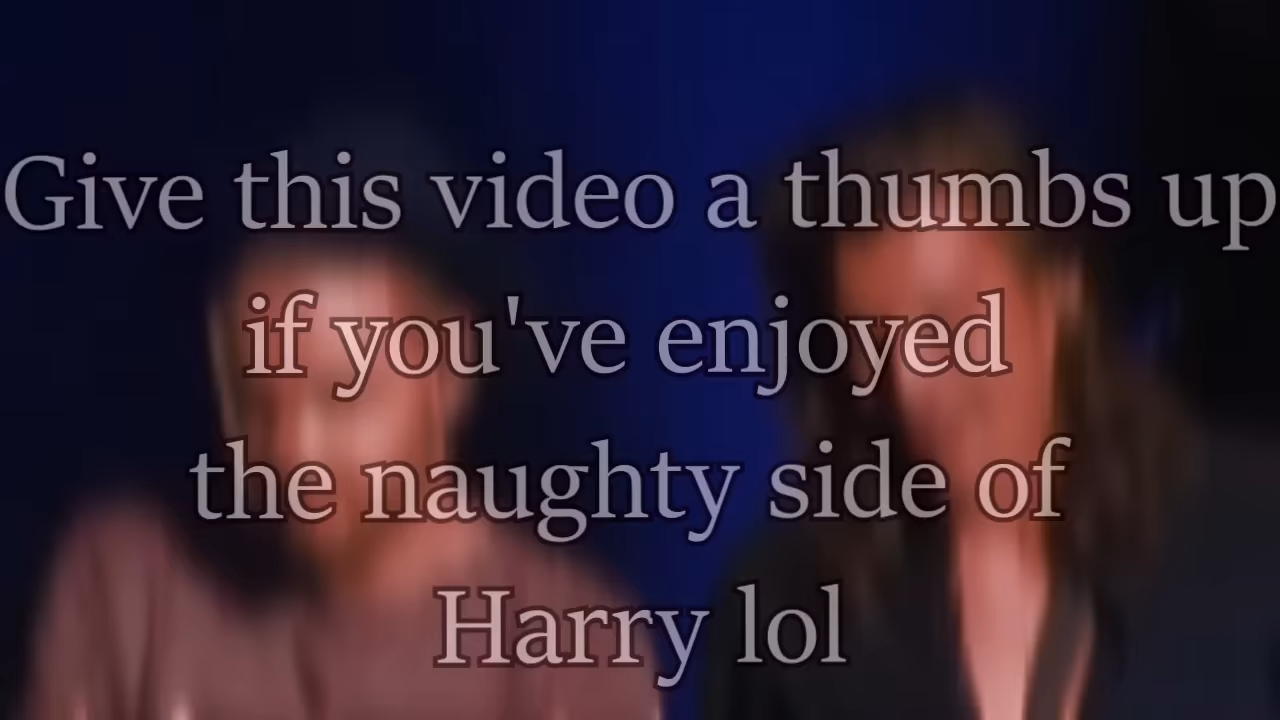 Give this video a thumbs up
if you've enjoyed
the naughty side of
Harry lol